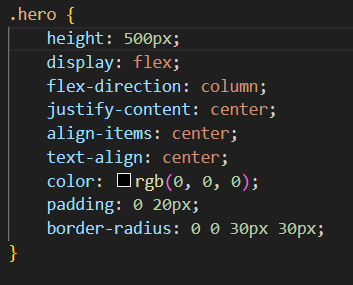 .hero {
height: 500px;
display: flex;
flex-direction: column;
justify-content: center;
align-items: center;
text-align: center;
color: rgb(0, 0, 0);
padding: 0 20px;
border-radius: 0 0 30px 30px;
}